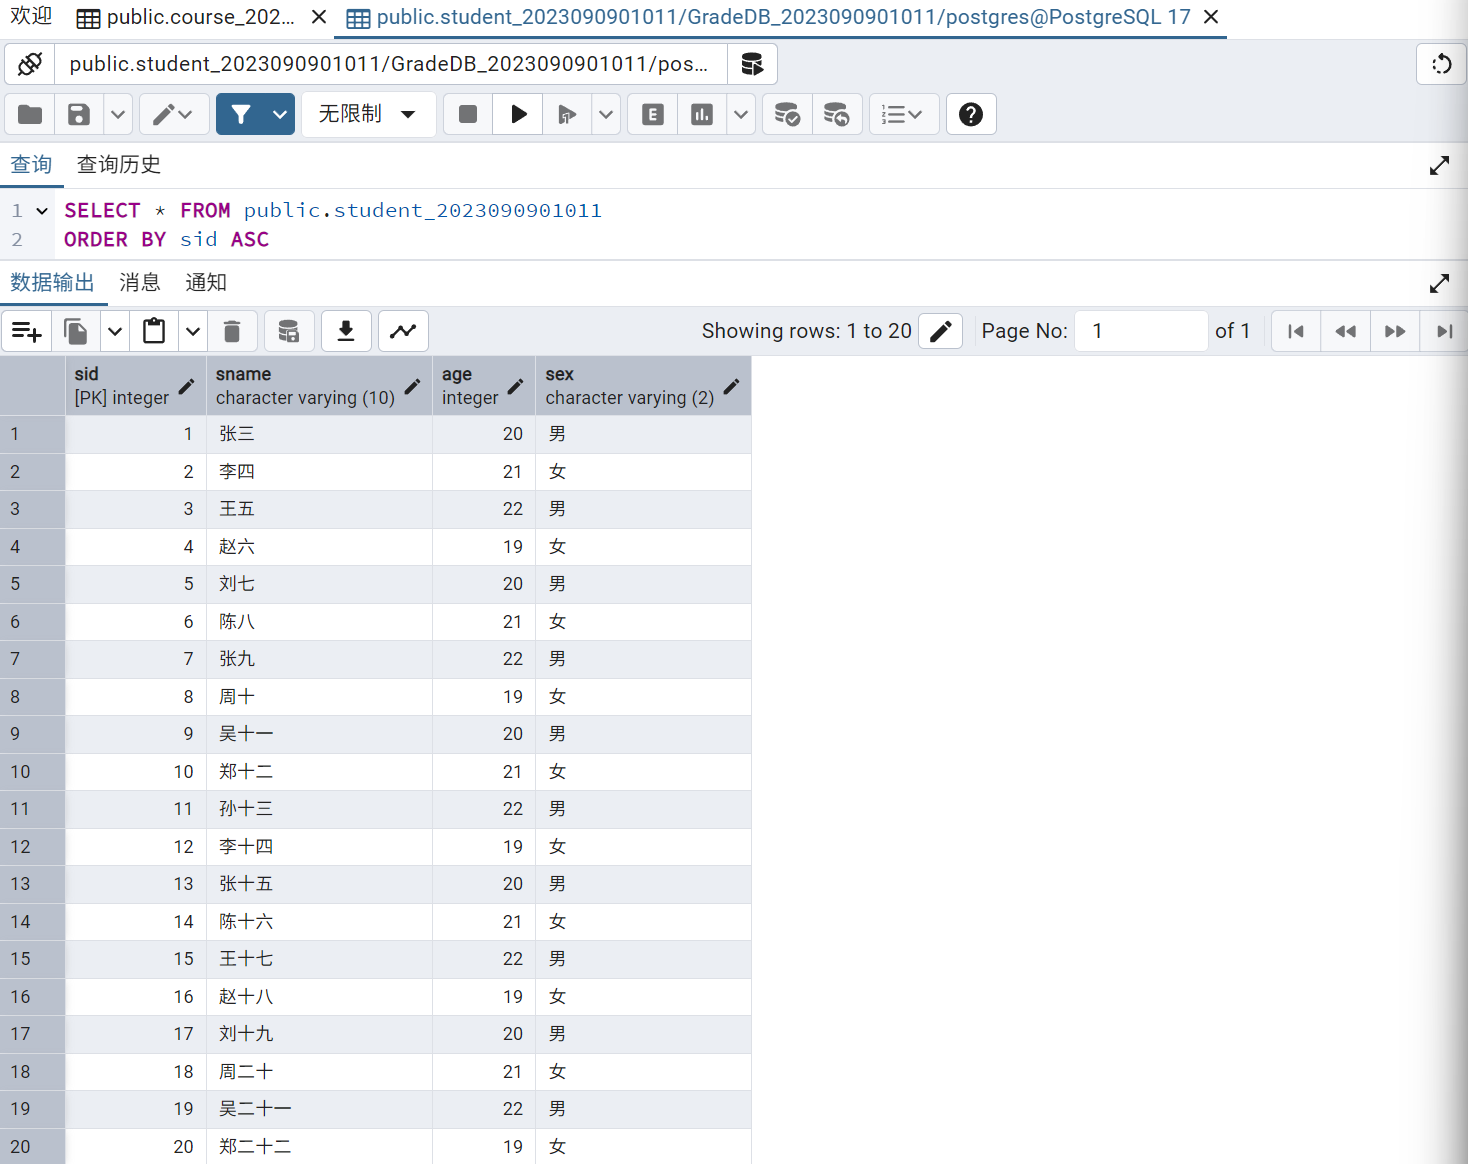 欢迎 public.course_202... public.student_2023090901011/GradeDB_2023090901011/postgres@PostgreSQL 17
public.student_2023090901011/GradeDB_2023090901011/pos...
无限制
查询 查询历史
1 SELECT * FROM public.student_2023090901011
2 ORDER BY sid ASC
数据输出 消息 通知
Showing rows: 1 to 20 Page No: 1 of 1
sid sname age sex
[PK] integer character varying (10) integer character varying (2)
1 1 张三 20 男
2 2 李四 21 女
3 3 王五 22 男
4 4 赵六 19 女
5 5 刘七 20 男
6 6 陈八 21 女
7 7 张九 22 男
8 8 周十 19 女
9 9 吴十一 20 男
10 10 郑十二 21 女
11 11 孙十三 22 男
12 12 李十四 19 女
13 13 张十五 20 男
14 14 陈十六 21 女
15 15 王十七 22 男
16 16 赵十八 19 女
17 17 刘十九 20 男
18 18 周二十 21 女
19 19 吴二十一 22 男
20 20 郑二十二 19 女